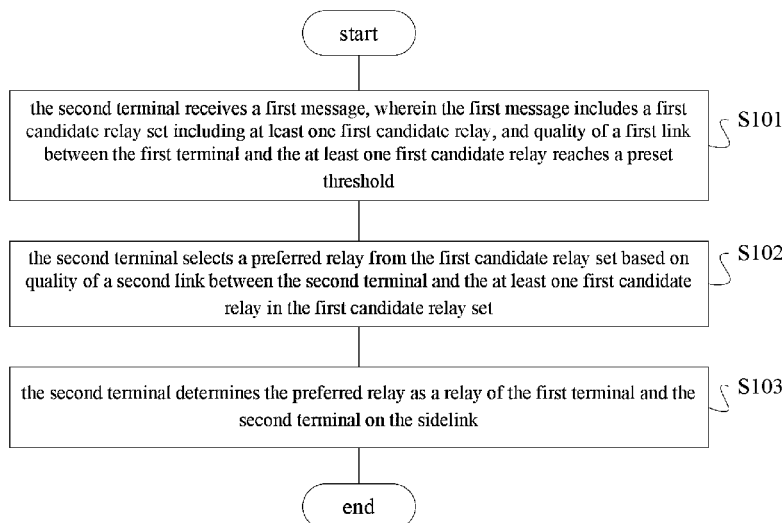 start
the second terminal receives a first message, wherein the first message includes a first
candidate relay set including at least one first candidate relay, and quality of a first link
between the first terminal and the at least one first candidate relay reaches a preset
threshold
S101
the second terminal selects a preferred relay from the first candidate relay set based on
quality of a second link between the second terminal and the at least one first candidate
relay in the first candidate relay set
S102
the second terminal determines the preferred relay as a relay of the first terminal and the
second terminal on the sidelink
S103
end